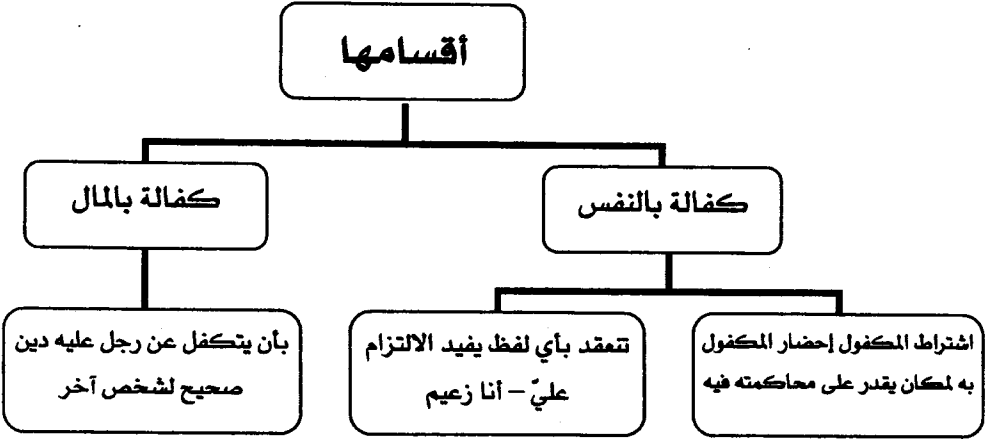 أقسامها
كفالة بالنفس
كفالة بالمال
اشتراط المكفول إحضار المكفول
به لمكان يقدر على محاكمته فيه
تنعقد بأي لفظ يفيد الالتزام
عليّ – أنا زعيم
بأن يتكفل عن رجل عليه دين
صحيح لشخص آخر